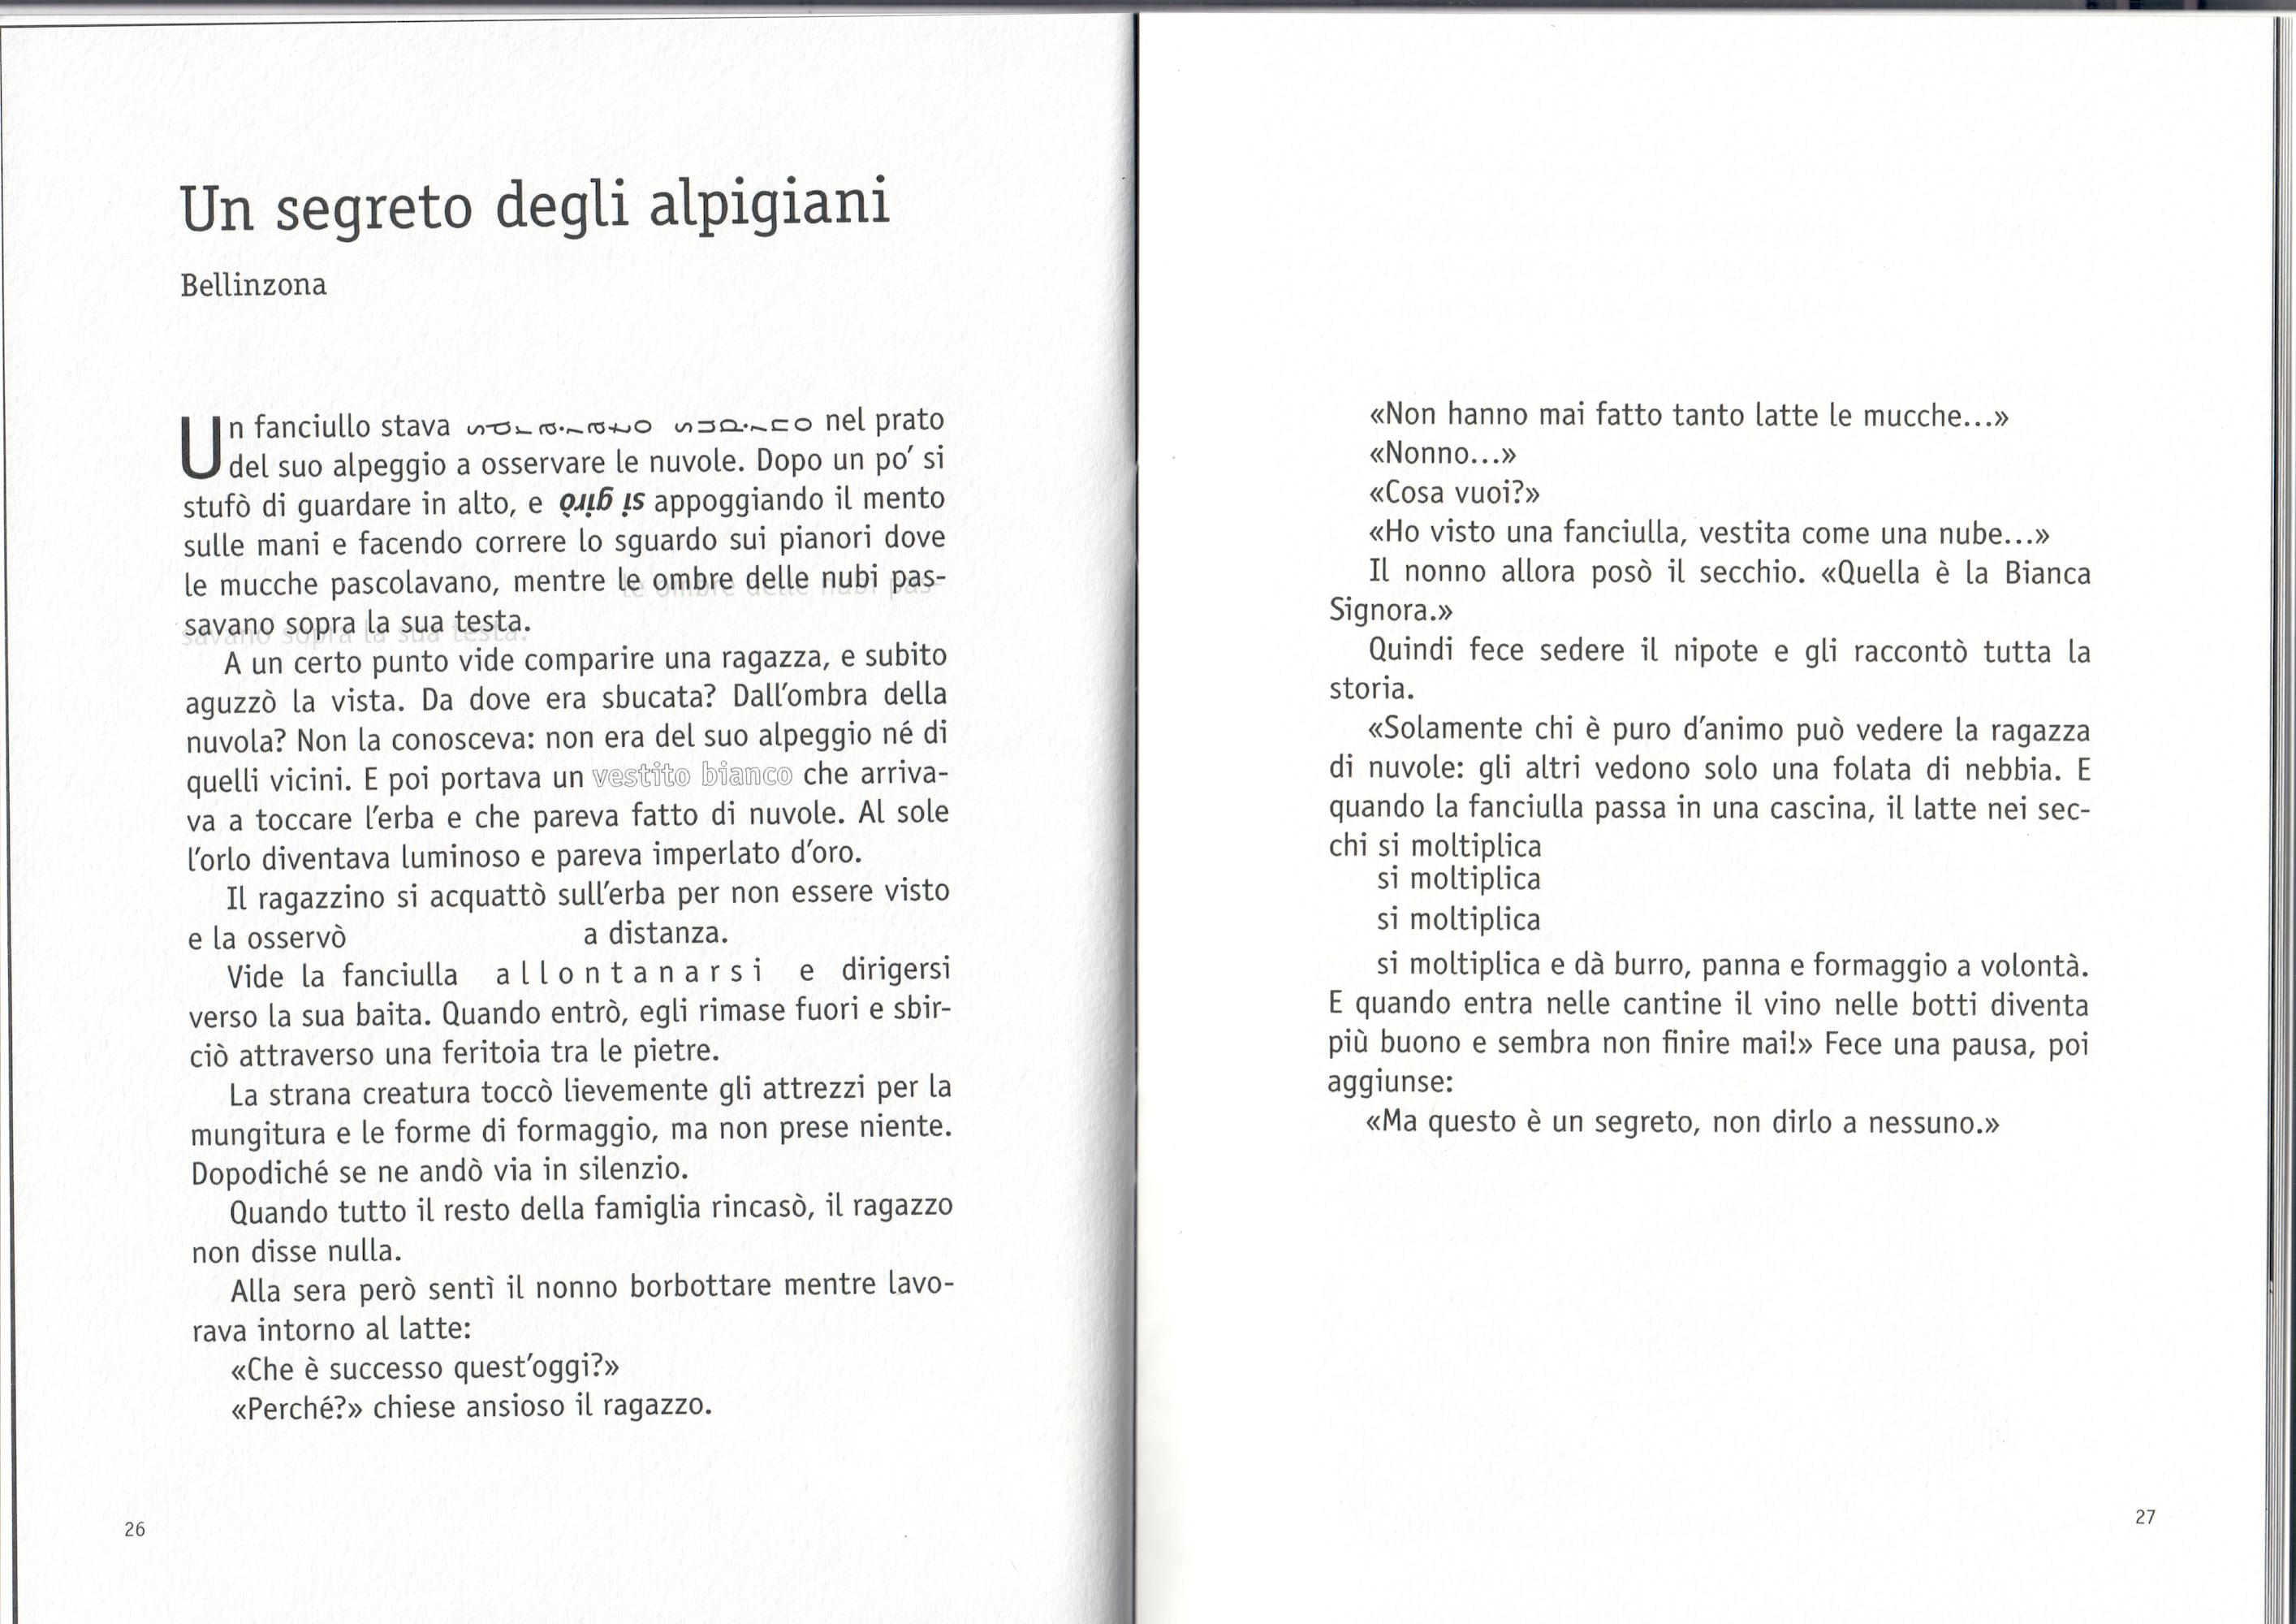 Un segreto degli alpigiani
Bellinzona
Un fanciullo stava sdraiato supino nel prato
del suo alpeggio a osservare le nuvole. Dopo un po’ si
stufò di guardare in alto, e si girò appoggiando il mento
sulle mani e facendo correre lo sguardo sui pianori dove
le mucche pascolavano, mentre le ombre delle nubi pas-
savano sopra la sua testa.
A un certo punto vide comparire una ragazza, e subito
aguzzò la vista. Da dove era sbucata? Dall’ombra della
nuvola? Non la conosceva: non era del suo alpeggio né di
quelli vicini. E poi portava un vestito bianco che arriva-
va a toccare l’erba e che pareva fatto di nuvole. Al sole
l’orlo diventava luminoso e pareva imperlato d’oro.
Il ragazzino si acquattò sull’erba per non essere visto
e la osservò a distanza.
Vide la fanciulla allontanarsi e dirigersi
verso la sua baita. Quando entrò, egli rimase fuori e sbir-
ciò attraverso una feritoia tra le pietre.
La strana creatura toccò lievemente gli attrezzi per la
mungitura e le forme di formaggio, ma non prese niente.
Dopodiché se ne andò via in silenzio.
Quando tutto il resto della famiglia rincasò, il ragazzo
non disse nulla.
Alla sera però sentì il nonno borbottare mentre lavo-
rava intorno al latte:
«Che è successo quest’oggi?»
«Perché?» chiese ansioso il ragazzo.
26
«Non hanno mai fatto tanto latte le mucche...»
«Nonno...»
«Cosa vuoi?»
«Ho visto una fanciulla, vestita come una nube...»
Il nonno allora posò il secchio. «Quella è la Bianca
Signora.»
Quindi fece sedere il nipote e gli raccontò tutta la
storia.
«Solamente chi è puro d’animo può vedere la ragazza
di nuvole: gli altri vedono solo una folata di nebbia. E
quando la fanciulla passa in una cascina, il latte nei sec-
chi si moltiplica
si moltiplica
si moltiplica
si moltiplica e dà burro, panna e formaggio a volontà.
E quando entra nelle cantine il vino nelle botti diventa
più buono e sembra non finire mai!» Fece una pausa, poi
aggiunse:
«Ma questo è un segreto, non dirlo a nessuno.»
27